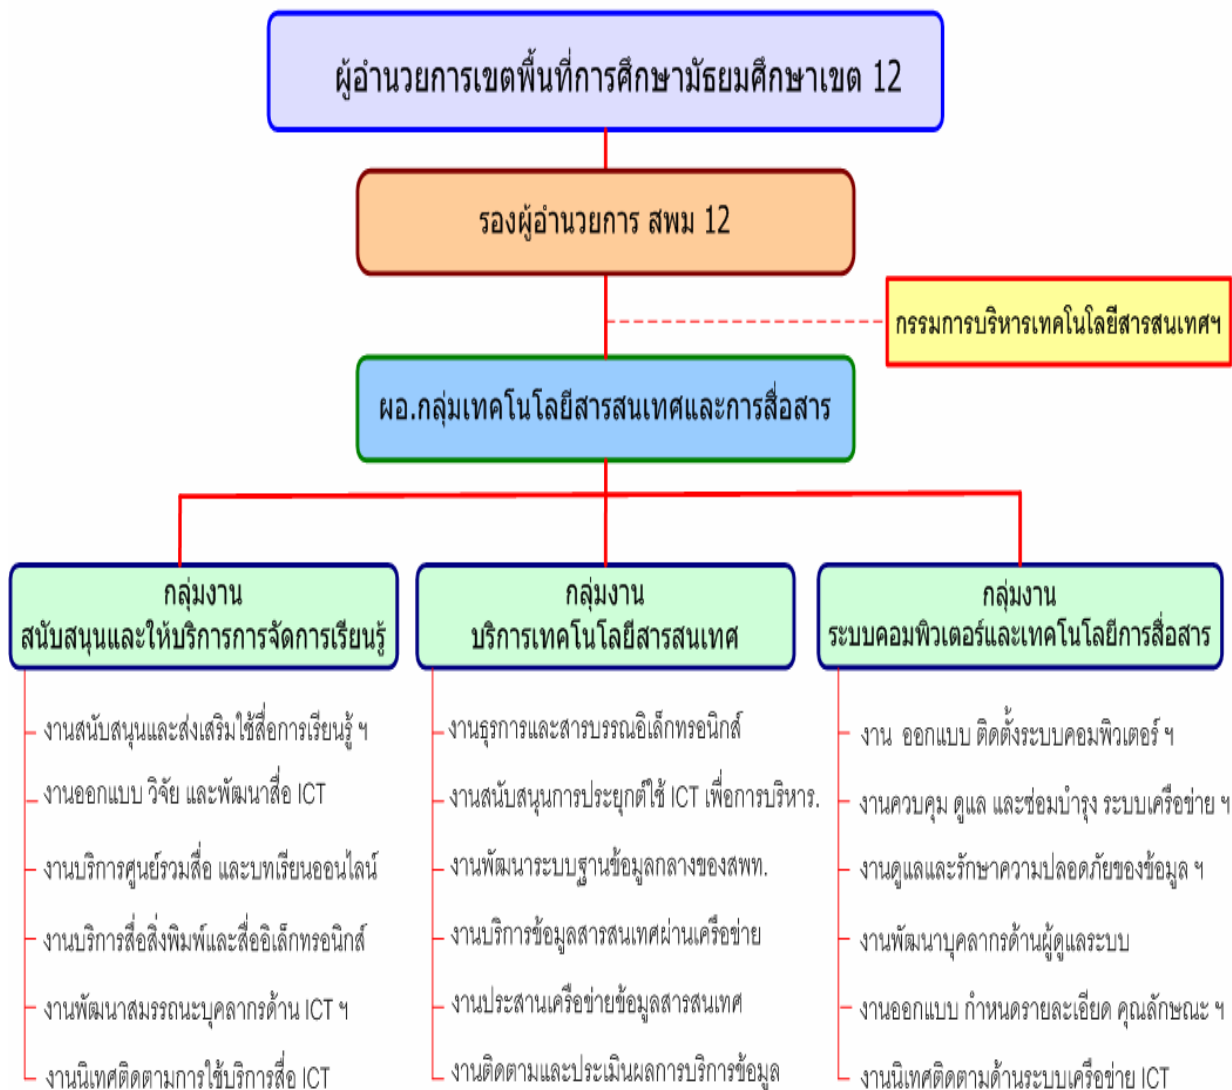 ผู้อำนวยการเขตพื้นที่การศึกษามัธยมศึกษาเขต 12
รองผู้อำนวยการ สพม 12
กรรมการบริหารเทคโนโลยีสารสนเทศฯ
ผอ.กลุ่มเทคโนโลยีสารสนเทศและการสื่อสาร
กลุ่มงาน
สนับสนุนและให้บริการการจัดการเรียนรู้
งานสนับสนุนและส่งเสริมใช้สื่อการเรียนรู้ ฯ
งานออกแบบ วิจัย และพัฒนาสื่อ ICT
งานบริการศูนย์รวมสื่อ และบทเรียนออนไลน์
งานบริการสื่อสิ่งพิมพ์และสื่ออิเล็กทรอนิกส์
งานพัฒนาสมรรถนะบุคลากรด้าน ICT ฯ
งานนิเทศติดตามการใช้บริการสื่อ ICT
กลุ่มงาน
บริการเทคโนโลยีสารสนเทศ
งานธุรการและสารบรรณอิเล็กทรอนิกส์
งานสนับสนุนการประยุกต์ใช้ ICT เพื่อการบริหาร.
งานพัฒนาระบบฐานข้อมูลกลางของสพท.
งานบริการข้อมูลสารสนเทศผ่านเครือข่าย
งานประสานเครือข่ายข้อมูลสารสนเทศ
งานติดตามและประเมินผลการบริการข้อมูล
กลุ่มงาน
ระบบคอมพิวเตอร์และเทคโนโลยีการสื่อสาร
งาน ออกแบบ ติดตั้งระบบคอมพิวเตอร์ ฯ
งานควบคุม ดูแล และซ่อมบำรุง ระบบเครือข่าย ฯ
งานดูแลและรักษาความปลอดภัยของข้อมูล ฯ
งานพัฒนาบุคลากรด้านผู้ดูแลระบบ
งานออกแบบ กำหนดรายละเอียด คุณลักษณะ ฯ
งานนิเทศติดตามด้านระบบเครือข่าย ICT